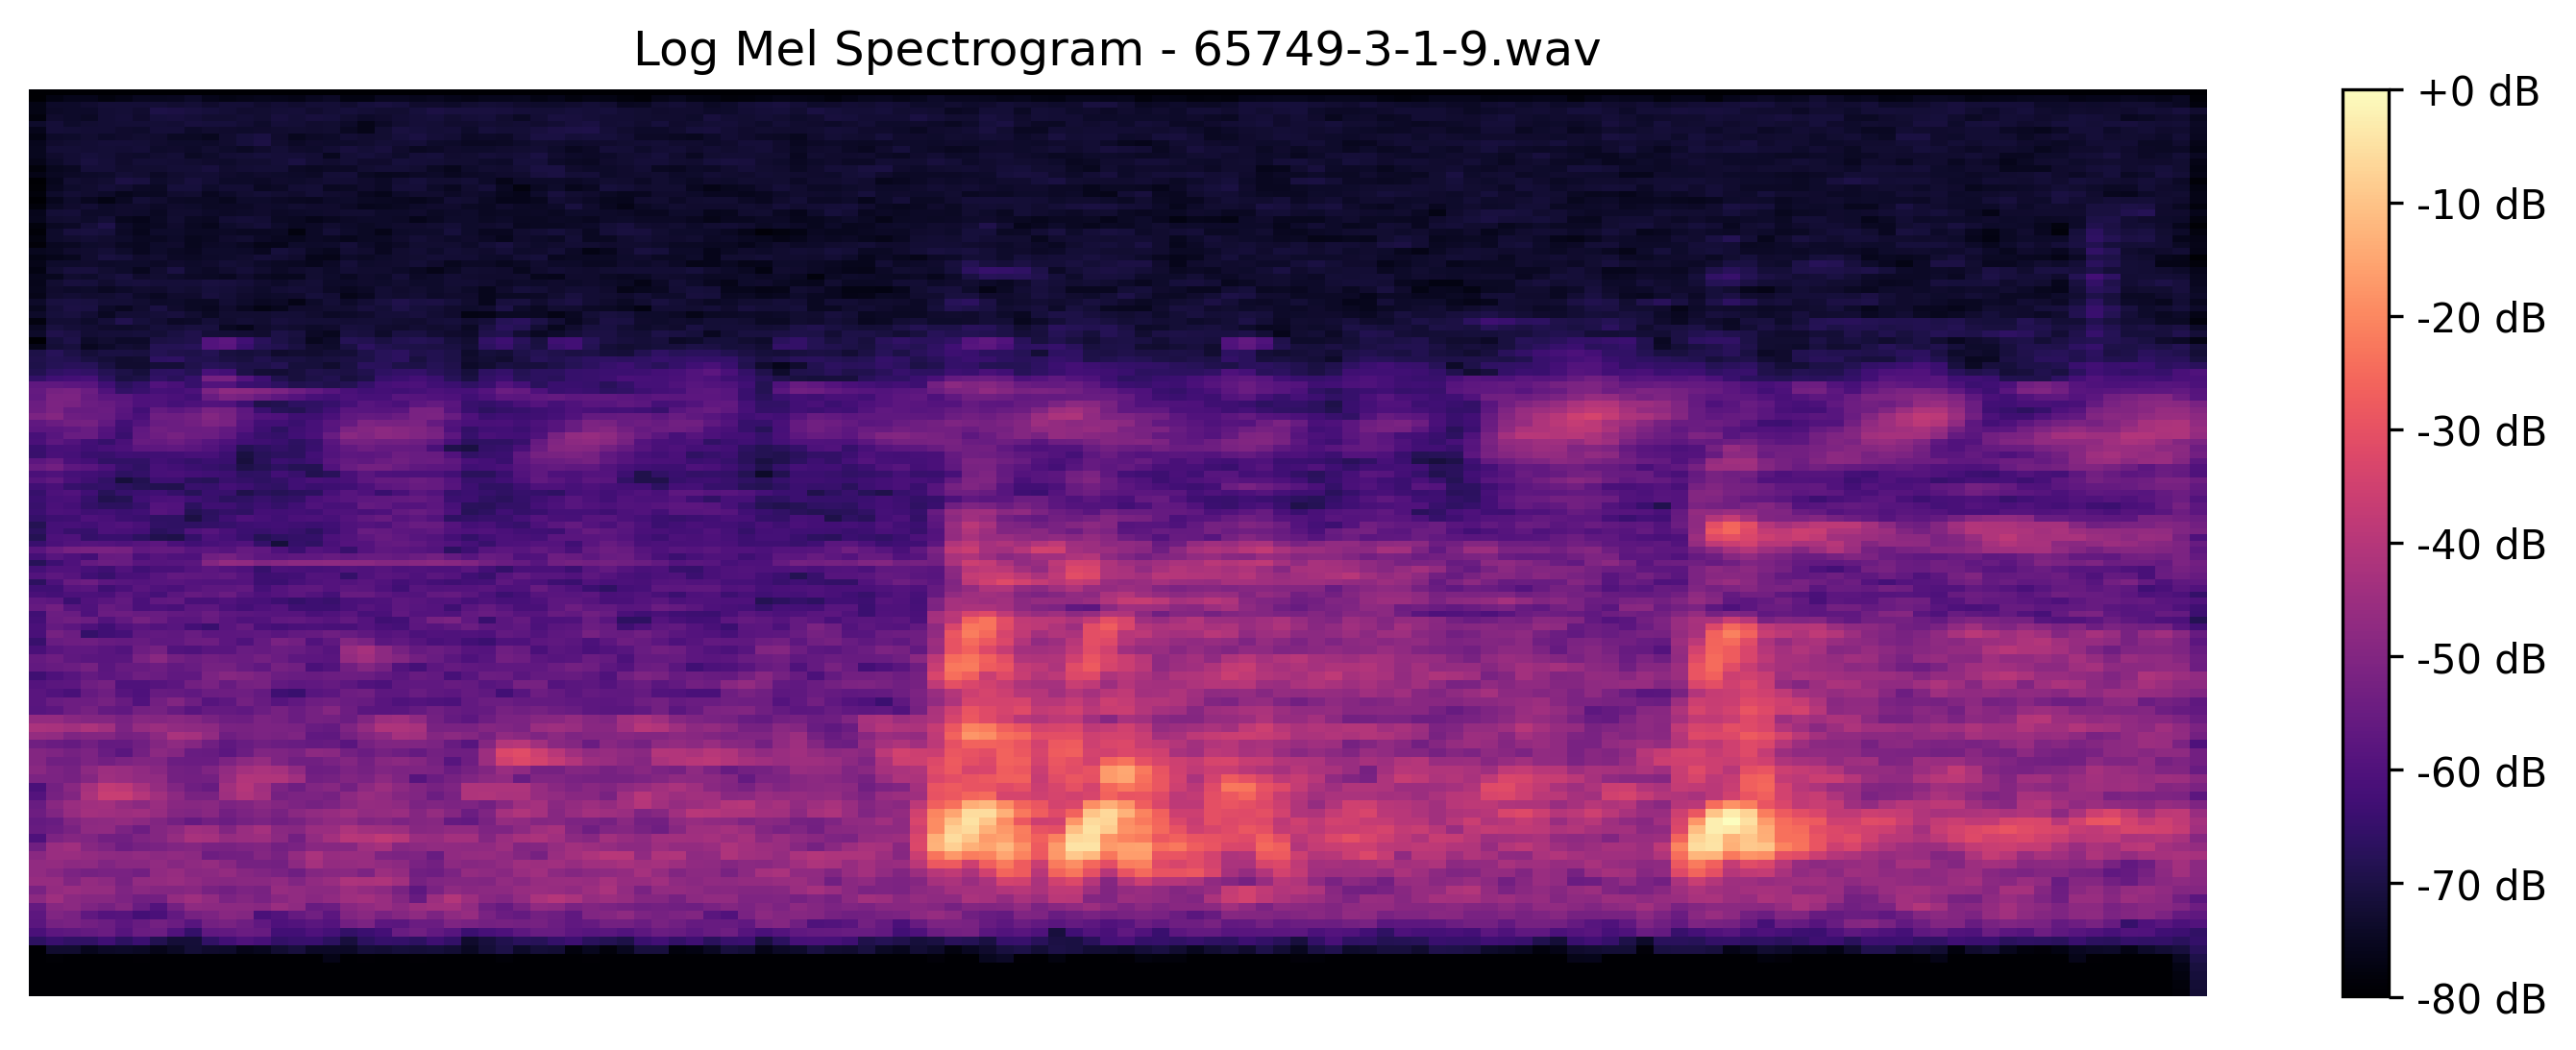 Log Mel Spectrogram - 65749-3-1-9.wav
+0 dB
-10 dB
-20 dB
-30 dB
-40 dB
-50 dB
-60 dB
-70 dB
-80 dB